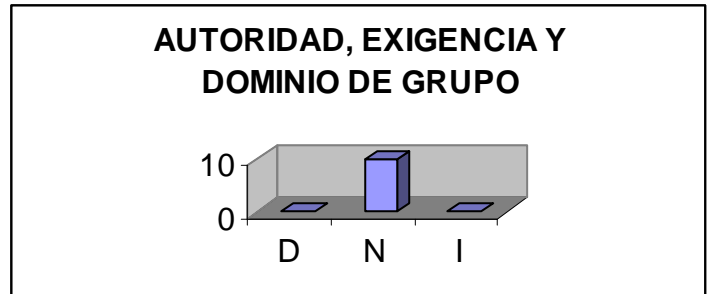 AUTORIDAD, EXIGENCIA Y
DOMINIO DE GRUPO
10
0
D N I